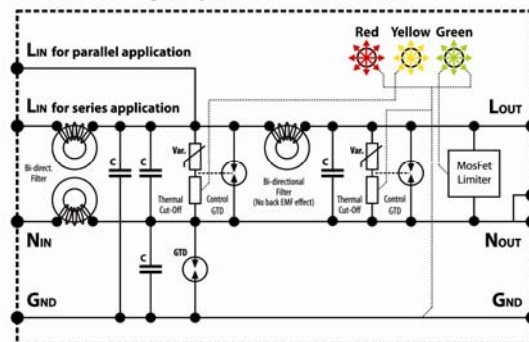 Red Yellow Green
LIN for parallel application
LIN for series application
LOUT
Var.
Var.
C
C
C
Bi-direct.
Filter
Thermal
Cut-Off
Control
GTD
Bi-directional
Filter
(No back EMF effect)
Thermal
Cut-Off
Control
GTD
MosFet
Limiter
NIN
NOUT
C
GTD
GND
GND